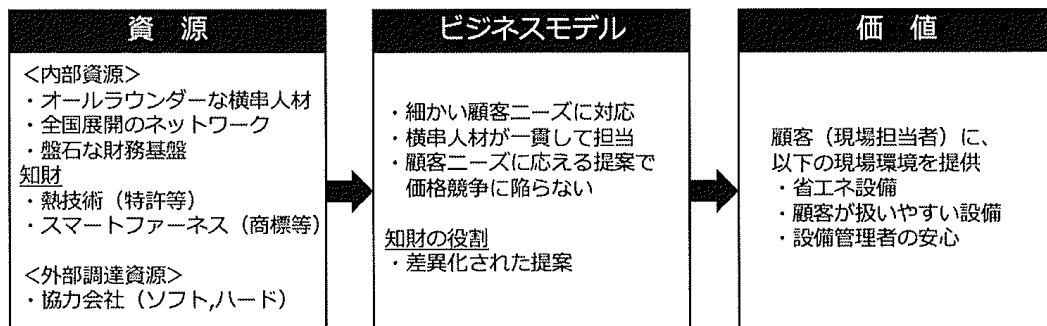 資 源
<内部資源>
・オールラウンダーな横串人材
・全国展開のネットワーク
・盤石な財務基盤
知財
・熱技術（特許等）
・スマートファーネス（商標等）
<外部調達資源>
・協力会社（ソフト,ハード）
ビジネスモデル
・細かい顧客ニーズに対応
・横串人材が一貫して担当
・顧客ニーズに応える提案で
価格競争に陥らない
知財の役割
・差異化された提案
価 値
顧客（現場担当者）に、
以下の現場環境を提供
・省エネ設備
・顧客が扱いやすい設備
・設備管理者の安心